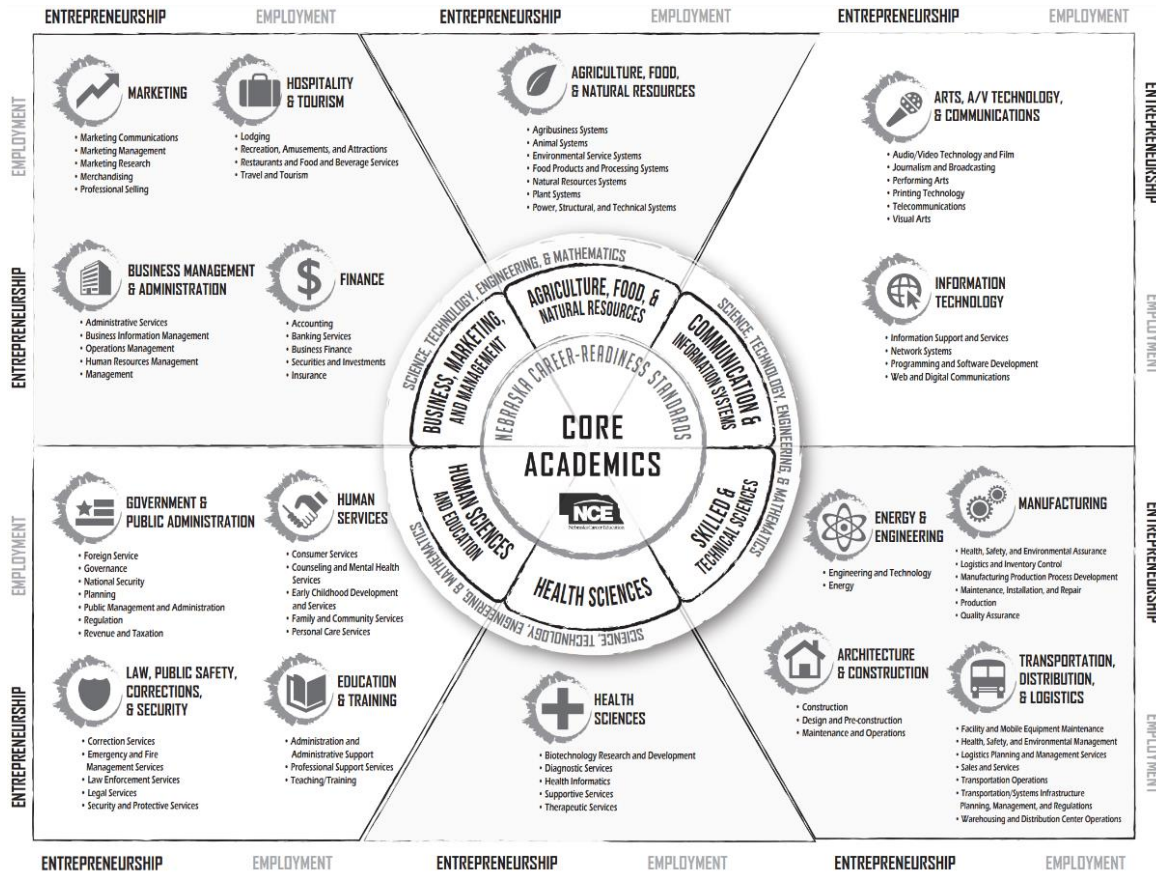 ENTREPRENEURSHIP EMPLOYMENT ENTREPRENEURSHIP EMPLOYMENT ENTREPRENEURSHIP EMPLOYMENT
EMPLOYMENT
ENTREPRENEURSHIP
EMPLOYMENT
ENTREPRENEURSHIP
MARKETING
• Marketing Communications
• Marketing Management
• Marketing Research
• Merchandising
• Professional Selling
HOSPITALITY
& TOURISM
• Lodging
• Recreation, Amusements, and Attractions
• Restaurants and Food and Beverage Services
• Travel and Tourism
BUSINESS MANAGEMENT
& ADMINISTRATION
• Administrative Services
• Business Information Management
• Operations Management
• Human Resources Management
• Management
$
FINANCE
• Accounting
• Banking Services
• Business Finance
• Securities and Investments
• Insurance
AGRICULTURE, FOOD,
& NATURAL RESOURCES
• Agribusiness Systems
• Animal Systems
• Environmental Service Systems
• Food Products and Processing Systems
• Natural Resources Systems
• Plant Systems
• Power, Structural, and Technical Systems
ARTS, A/V TECHNOLOGY,
& COMMUNICATIONS
• Audio/Video Technology and Film
• Journalism and Broadcasting
• Performing Arts
• Printing Technology
• Telecommunications
• Visual Arts
INFORMATION
TECHNOLOGY
• Information Support and Services
• Network Systems
• Programming and Software Development
• Web and Digital Communications
SCIENCE, TECHNOLOGY, ENGINEERING, & MATHEMATICS
SCIENCE, TECHNOLOGY, ENGINEERING, & MATHEMATICS
SCIENCE, TECHNOLOGY, ENGINEERING, & MATHEMATICS
AGRICULTURE, FOOD, &
NATURAL RESOURCES
COMMUNICATION &
INFORMATION SYSTEMS
SKILLED &
TECHNICAL SCIENCES
HEALTH SCIENCES
HUMAN SCIENCES
AND EDUCATION
BUSINESS, MARKETING,
AND MANAGEMENT
NEBRASKA CAREER-READINESS STANDARDS
CORE
ACADEMICS
NCE
GOVERNMENT &
PUBLIC ADMINISTRATION
• Foreign Service
• Governance
• National Security
• Planning
• Public Management and Administration
• Regulation
• Revenue and Taxation
HUMAN
SERVICES
• Consumer Services
• Counseling and Mental Health
Services
• Early Childhood Development
and Services
• Family and Community Services
• Personal Care Services
LAW, PUBLIC SAFETY,
CORRECTIONS,
& SECURITY
• Correction Services
• Emergency and Fire
Management Services
• Law Enforcement Services
• Legal Services
• Security and Protective Services
EDUCATION
& TRAINING
• Administration and
Administrative Support
• Professional Support Services
• Teaching/Training
HEALTH
SCIENCES
• Biotechnology Research and Development
• Diagnostic Services
• Health Informatics
• Supportive Services
• Therapeutic Services
ENERGY &
ENGINEERING
• Engineering and Technology
• Energy
MANUFACTURING
• Health, Safety, and Environmental Assurance
• Logistics and Inventory Control
• Manufacturing Production Process Development
• Maintenance, Installation, and Repair
• Production
• Quality Assurance
ARCHITECTURE
& CONSTRUCTION
• Construction
• Design and Pre-construction
• Maintenance and Operations
TRANSPORTATION,
DISTRIBUTION,
& LOGISTICS
• Facility and Mobile Equipment Maintenance
• Health, Safety, and Environmental Management
• Logistics Planning and Management Services
• Sales and Services
• Transportation Operations
• Transportation/Systems Infrastructure
Planning, Management, and Regulations
• Warehousing and Distribution Center Operations
ENTREPRENEURSHIP
EMPLOYMENT
ENTREPRENEURSHIP
EMPLOYMENT
ENTREPRENEURSHIP EMPLOYMENT ENTREPRENEURSHIP EMPLOYMENT ENTREPRENEURSHIP EMPLOYMENT